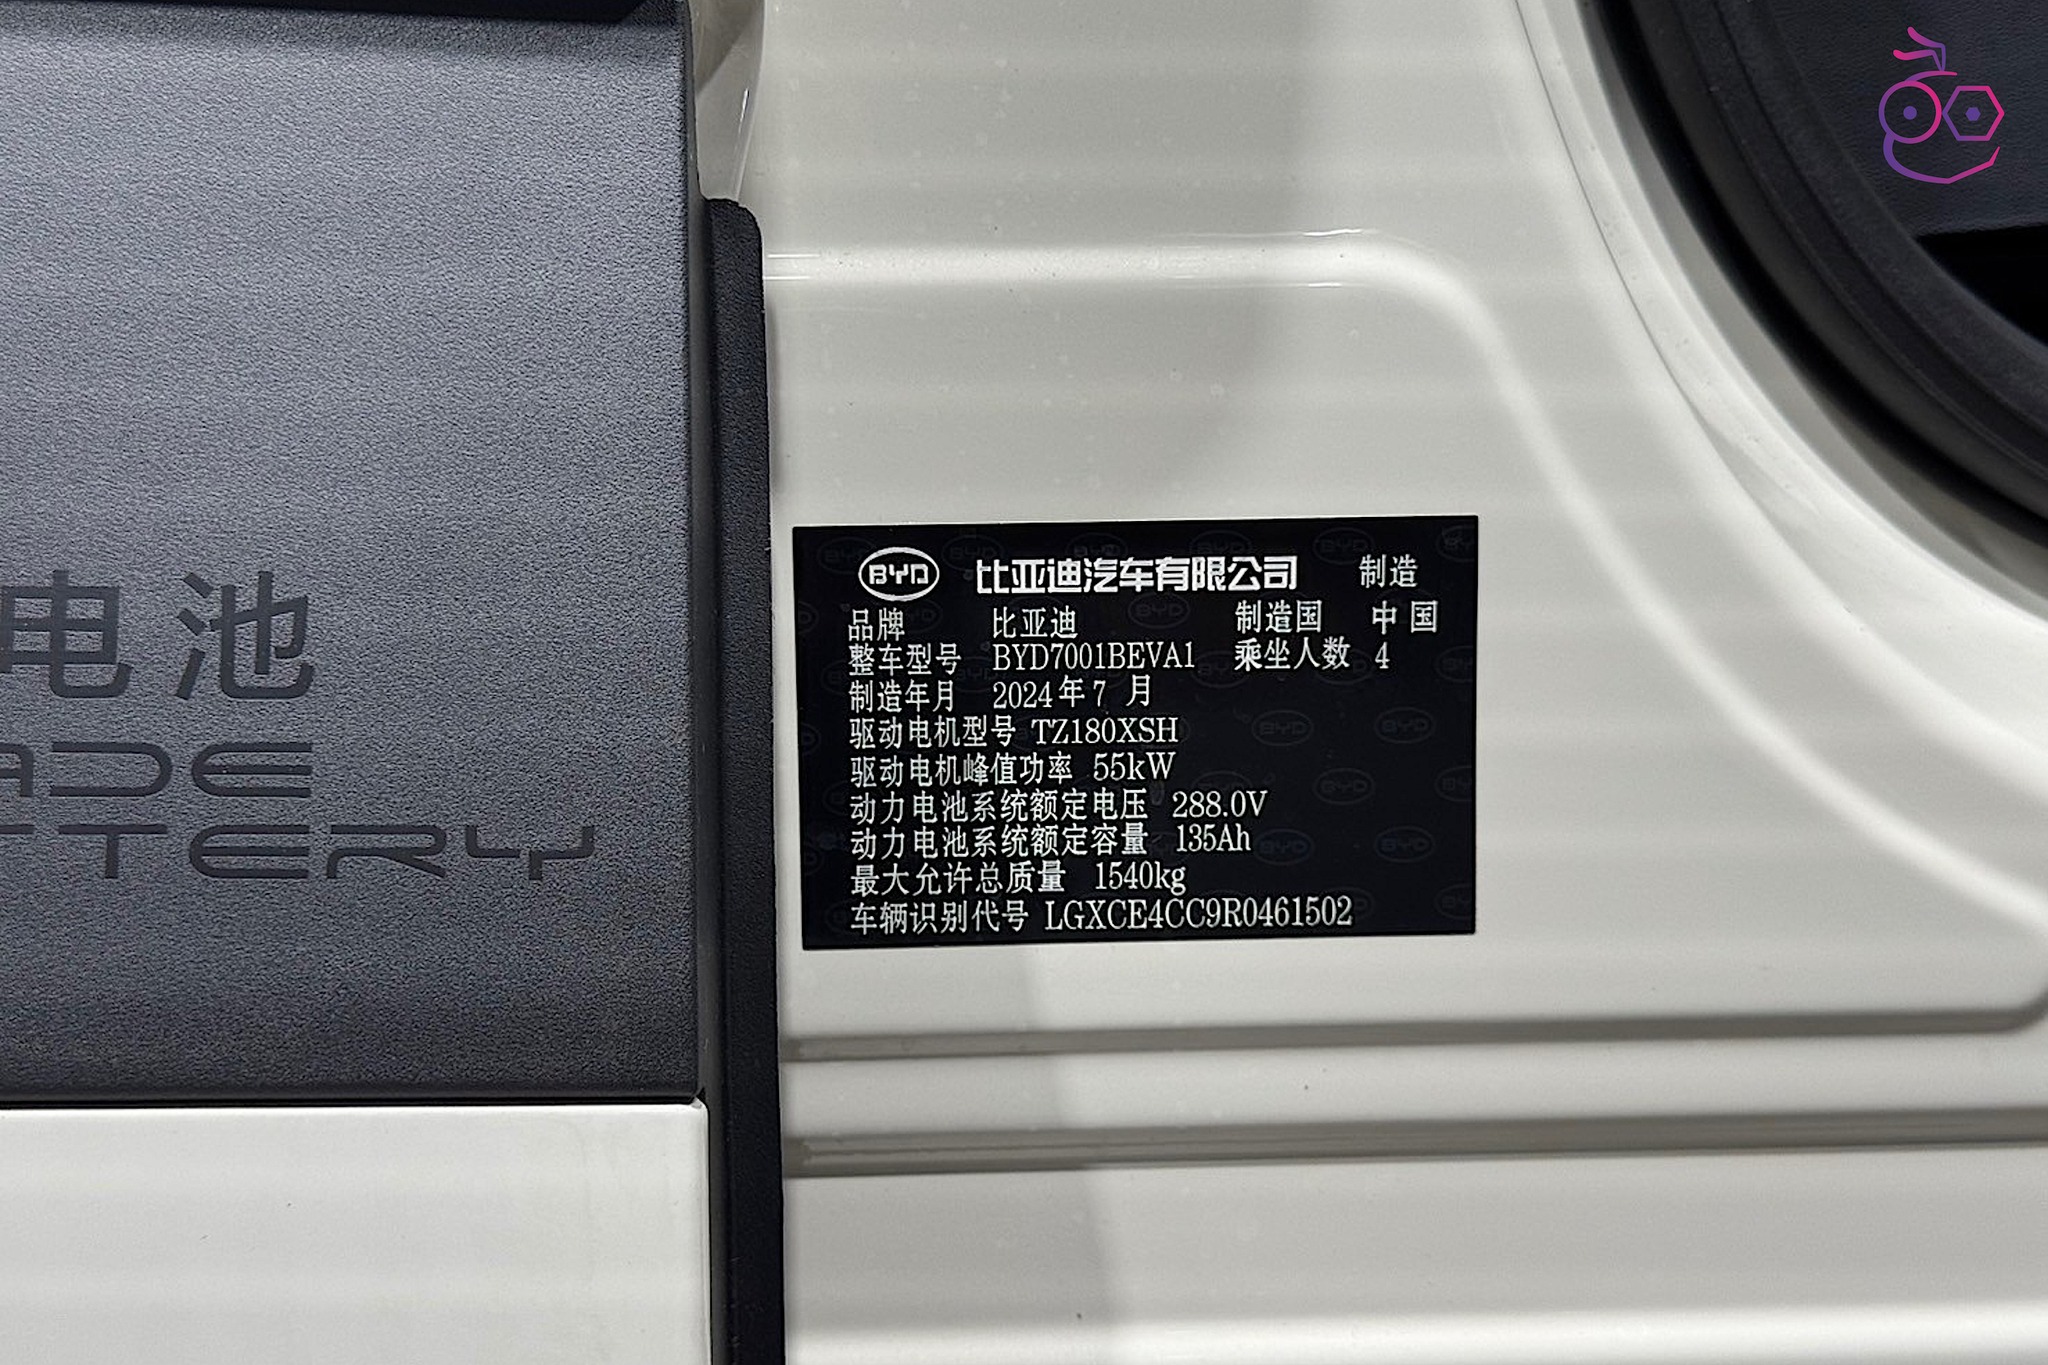 电池
ADE
TTERY
BYD 比亚迪汽车有限公司 制造
品牌 比亚迪 制造国 中国
整车型号 BYD7001BEVA1 乘坐人数 4
制造年月 2024年7月
驱动电机型号 TZ180XSH
驱动电机峰值功率 55kW
动力电池系统额定电压 288.0V
动力电池系统额定容量 135Ah
最大允许总质量 1540kg
车辆识别代号 LGXCE4CC9R0461502